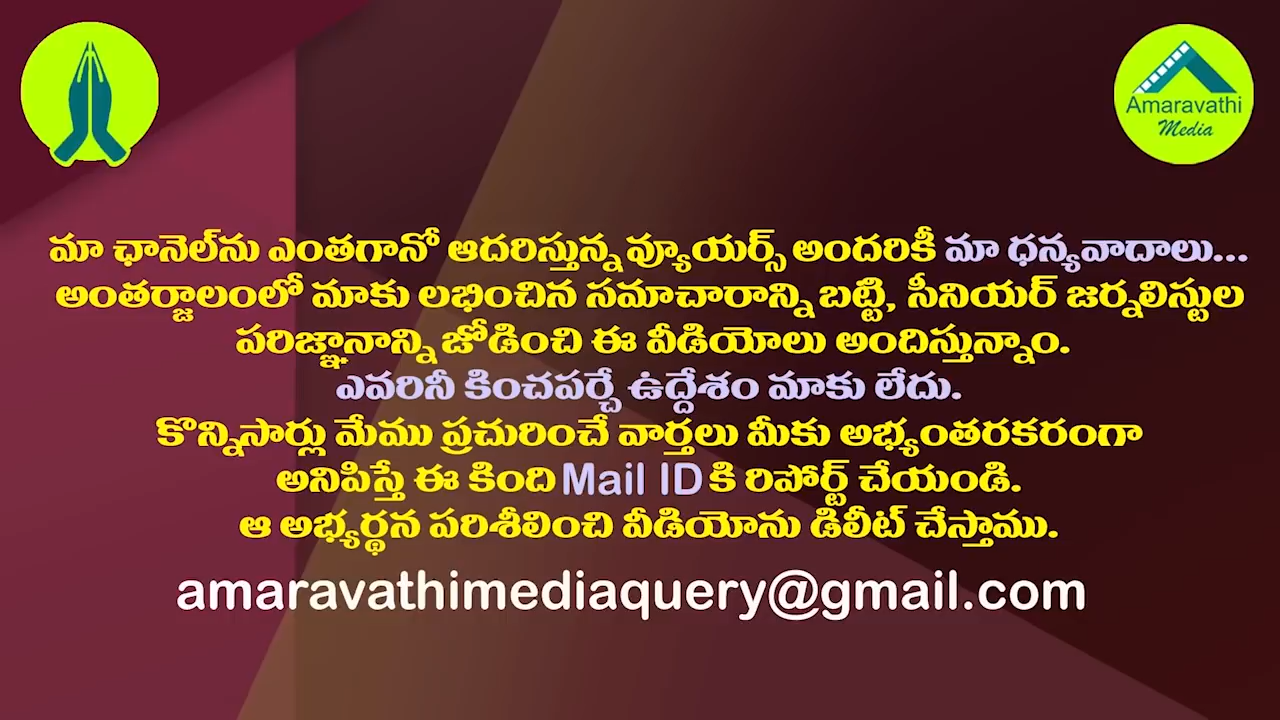 Amaravathi
Media
మా ఛానెల్‌ను ఎంతగానో ఆదరిస్తున్న వ్యూయర్స్ అందరికీ మా ధన్యవాదాలు...
అంతర్జాలంలో మాకు లభించిన సమాచారాన్ని బట్టి, సీనియర్ జర్నలిస్టుల
పరిజ్ఞానాన్ని జోడించి ఈ వీడియోలు అందిస్తున్నాం.
ఎవరినీ కించపర్చే ఉద్దేశం మాకు లేదు.
కొన్నిసార్లు మేము ప్రచురించే వార్తలు మీకు అభ్యంతరకరంగా
అనిపిస్తే ఈ కింది Mail ID కి రిపోర్ట్ చేయండి.
ఆ అభ్యర్థన పరిశీలించి వీడియోను డిలీట్ చేస్తాము.
amaravathimediaquery@gmail.com